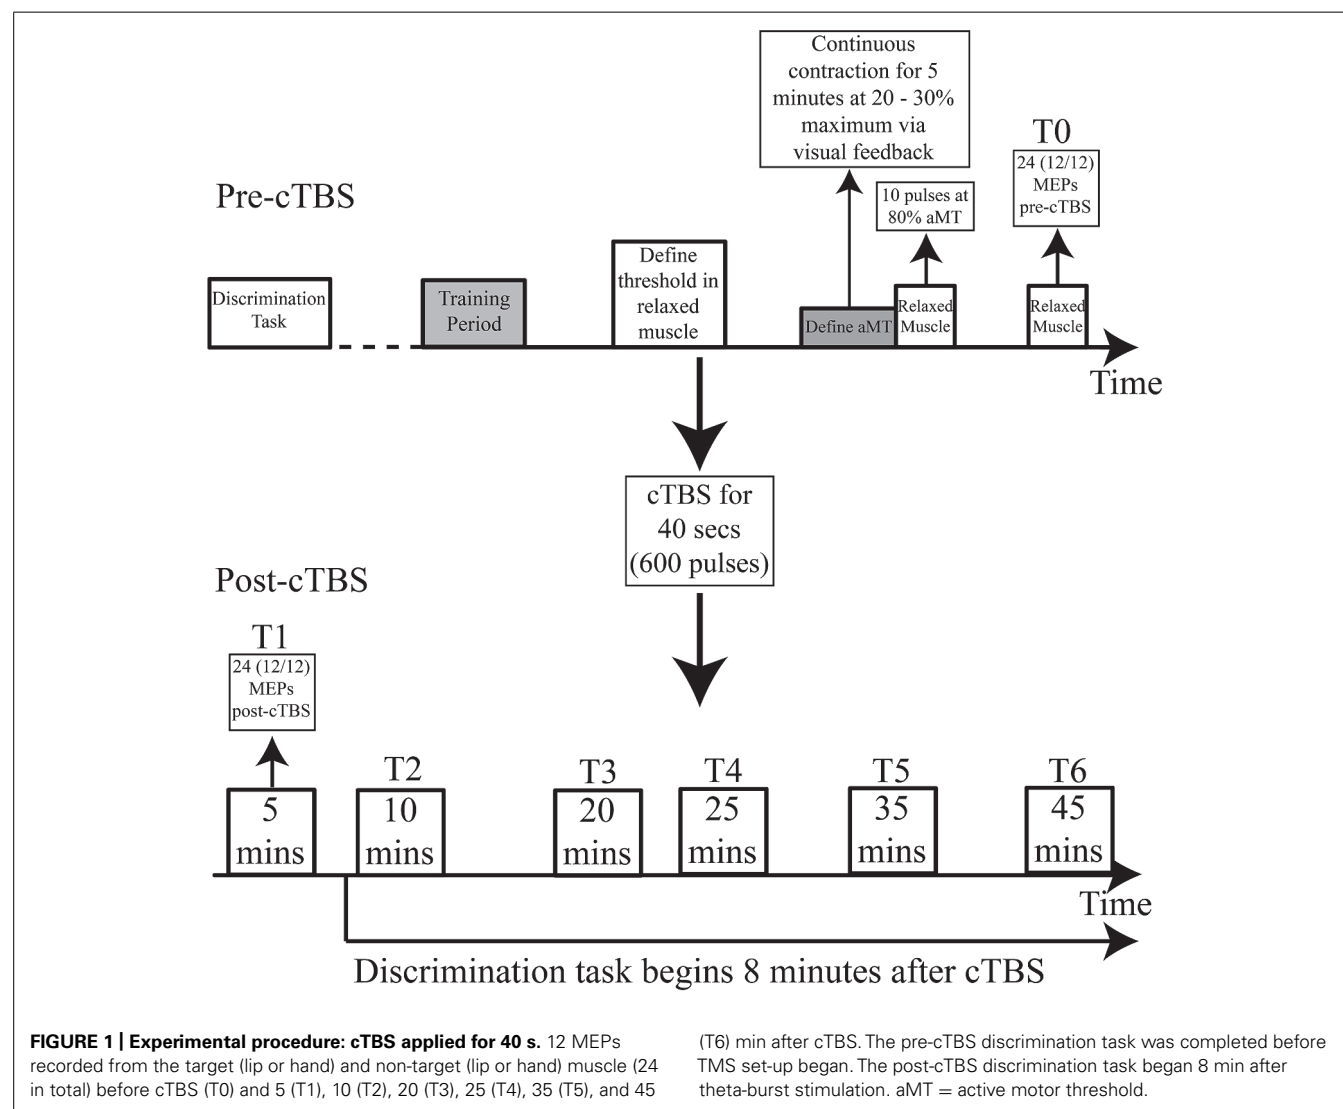 Continuous
contraction for 5
minutes at 20 - 30%
maximum via
visual feedback
T0
24 (12/12)
MEPs
pre-cTBS
Pre-cTBS
10 pulses at
80% aMT
Discrimination
Task
Training
Period
Define
threshold in
relaxed
muscle
Define aMT
Relaxed
Muscle
Relaxed
Muscle
Time
cTBS for
40 secs
(600 pulses)
Post-cTBS
T1
24 (12/12)
MEPs
post-cTBS
5
mins
T2
10
mins
T3
20
mins
T4
25
mins
T5
35
mins
T6
45
mins
Time
Discrimination task begins 8 minutes after cTBS
FIGURE 1 | Experimental procedure: cTBS applied for 40 s. 12 MEPs
recorded from the target (lip or hand) and non-target (lip or hand) muscle (24
in total) before cTBS (T0) and 5 (T1), 10 (T2), 20 (T3), 25 (T4), 35 (T5), and 45
(T6) min after cTBS. The pre-cTBS discrimination task was completed before
TMS set-up began. The post-cTBS discrimination task began 8 min after
theta-burst stimulation. aMT = active motor threshold.